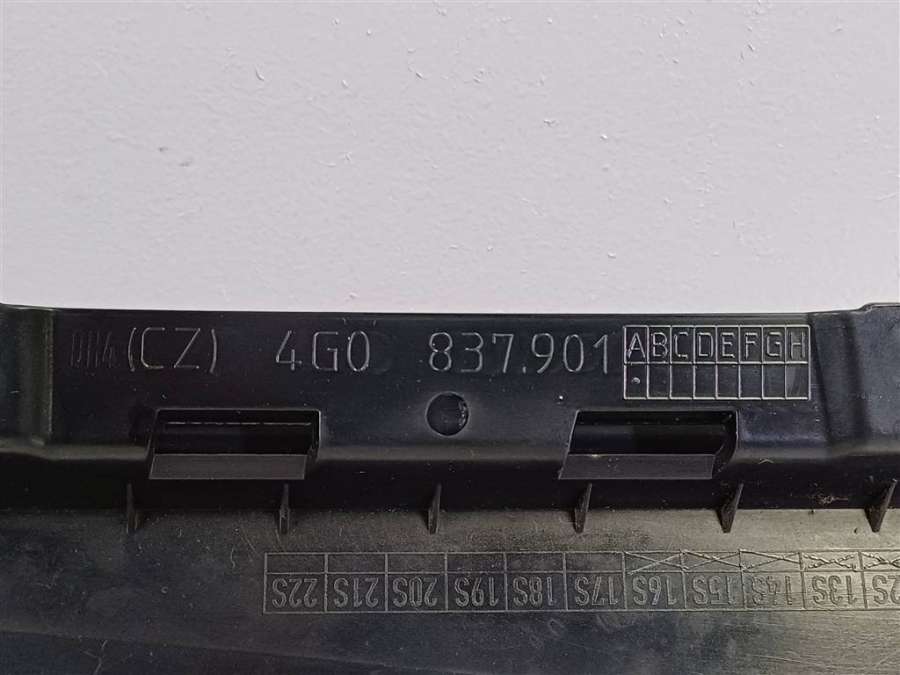 (CZ) 4G0 837.901 ABCDEFGH
22S 21S 20S 19S 18S 17S 16S 15S 14S 13S